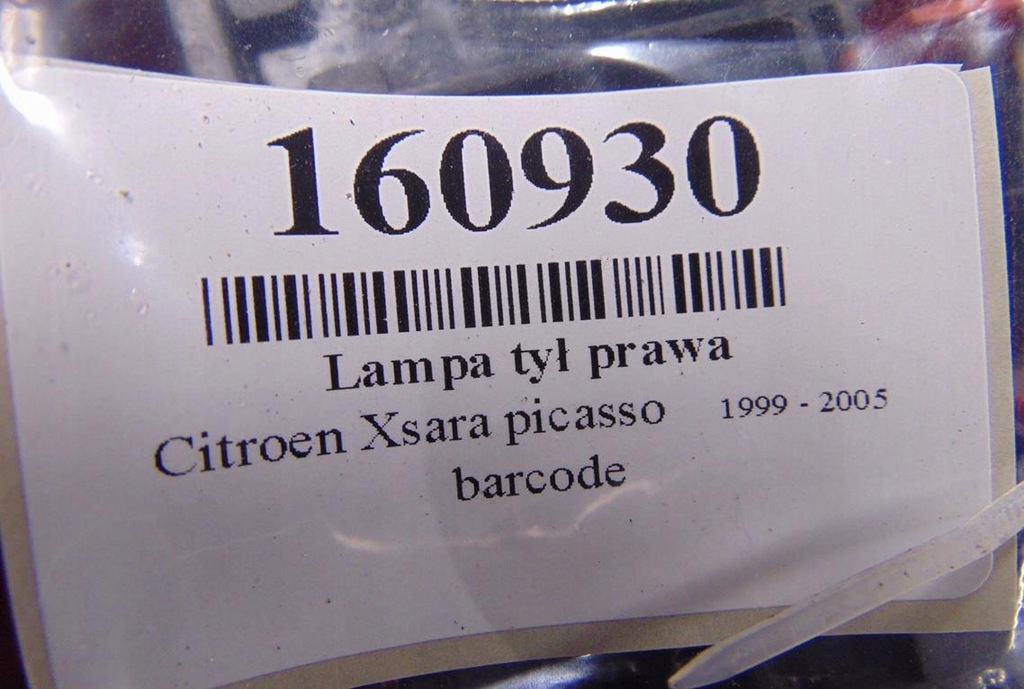 160930
Lampa tył prawa
Citroen Xsara picasso 1999 - 2005
barcode